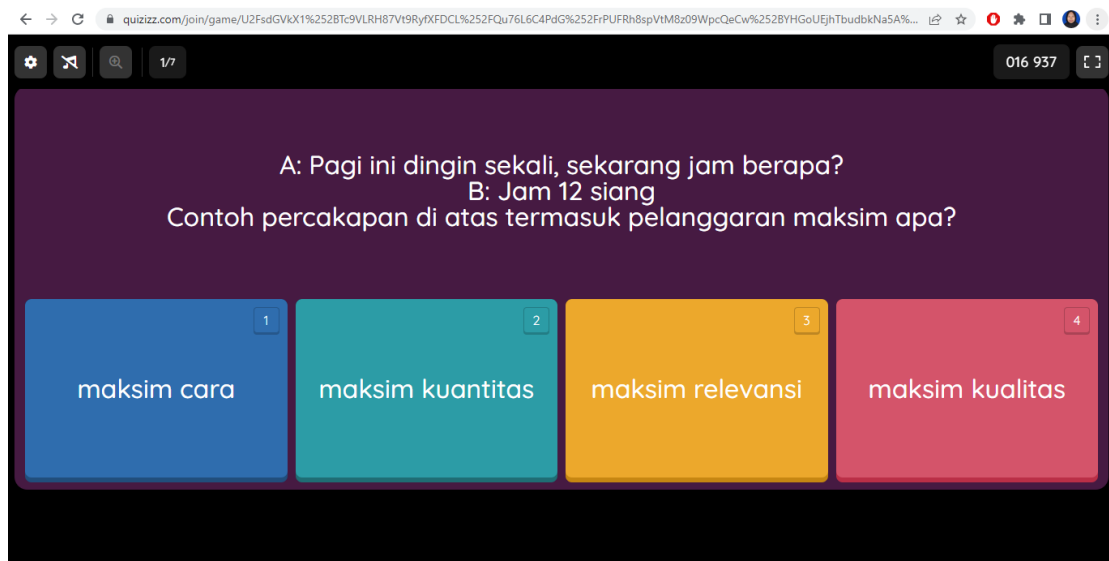 quizizz.com/join/game/U2FsdGVkX1%252BTc9VLRH87Vt9RyfXFDCL%252FQu76L6C4PdG%252FrPUFRh8spVtM8z09WpcQeCw%252BYHGoUEjhTbudbkNa5A%...
1/7
016 937
A: Pagi ini dingin sekali, sekarang jam berapa?
B: Jam 12 siang
Contoh percakapan di atas termasuk pelanggaran maksim apa?
1
maksim cara
2
maksim kuantitas
3
maksim relevansi
4
maksim kualitas